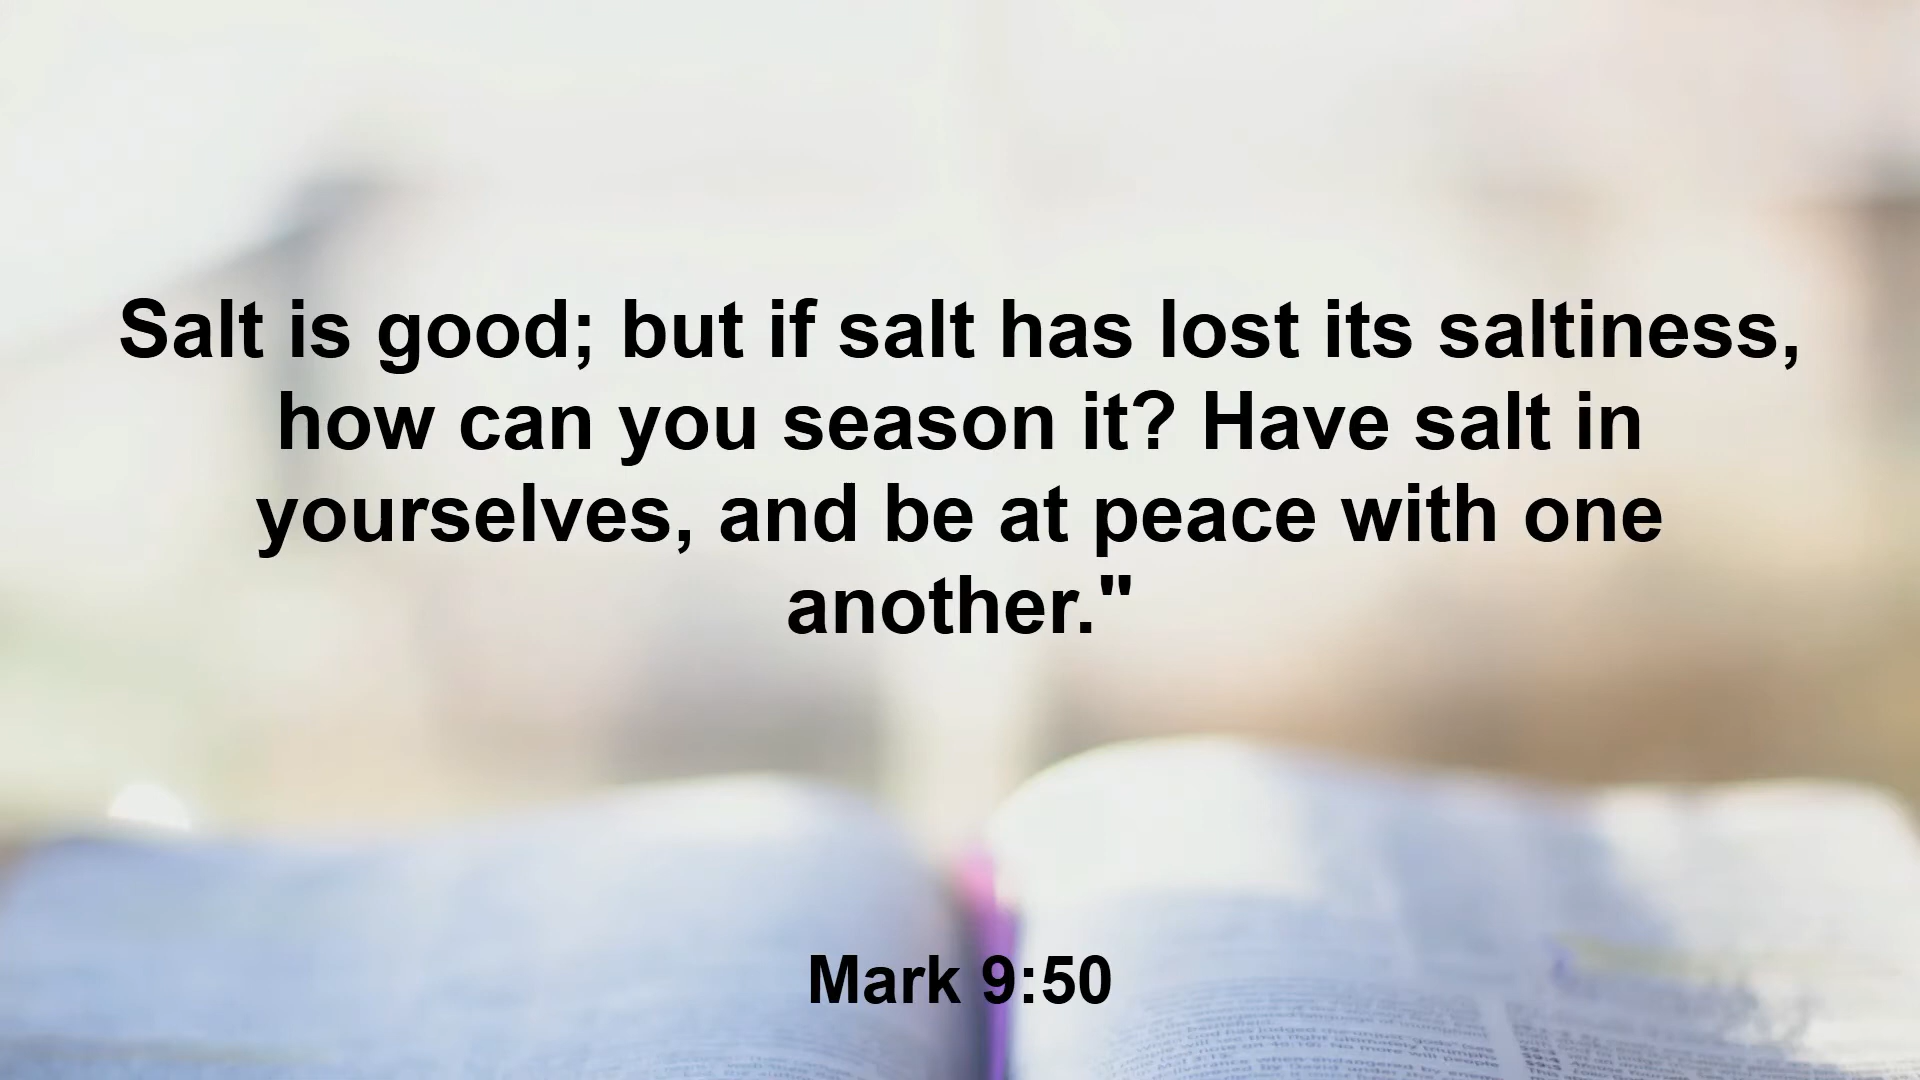 Salt is good; but if salt has lost its saltiness,
how can you season it? Have salt in
yourselves, and be at peace with one
another."
Mark 9:50